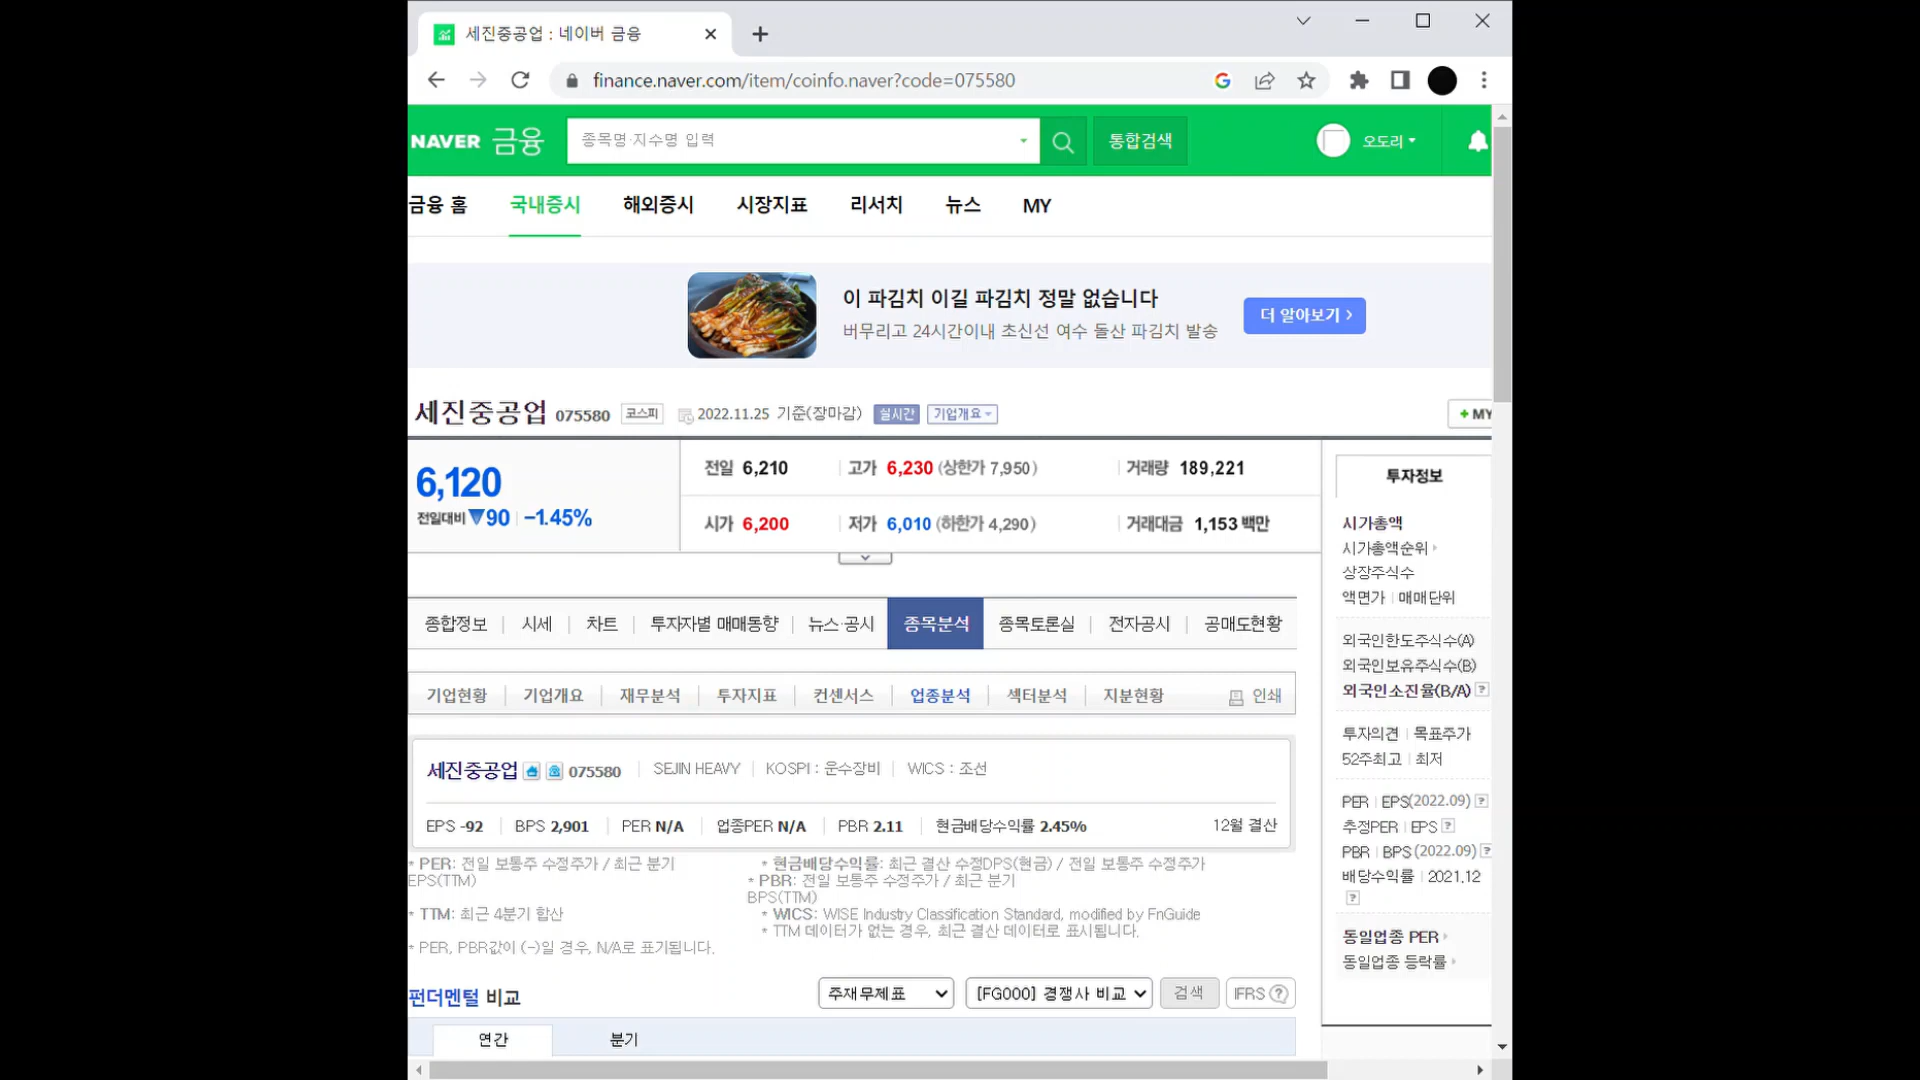 세진중공업 : 네이버 금융
finance.naver.com/item/coinfo.naver?code=075580
NAVER 금융
종목명·지수명 입력
통합검색
오도리
금융 홈 국내증시 해외증시 시장지표 리서치 뉴스 MY
이 파김치 이길 파김치 정말 없습니다
버무리고 24시간이내 초신선 여수 돌산 파김치 발송
더 알아보기 >
세진중공업 075580 코스피 2022.11.25 기준(장마감) 실시간 기업개요
+ MY
6,120
전일대비 ▼90 -1.45%
전일 6,210 고가 6,230 (상한가 7,950) 거래량 189,221
시가 6,200 저가 6,010 (하한가 4,290) 거래대금 1,153 백만
투자정보
시가총액
시가총액순위
상장주식수
액면가 | 매매단위
외국인한도주식수(A)
외국인보유주식수(B)
외국인소진율(B/A) ?
투자의견 | 목표주가
52주최고 | 최저
PER | EPS(2022.09) ?
추정PER | EPS ?
PBR | BPS (2022.09) ?
배당수익률 | 2021.12
?
동일업종 PER
동일업종 등락률
종합정보 | 시세 | 차트 | 투자자별 매매동향 | 뉴스·공시 종목분석 종목토론실 | 전자공시 | 공매도현황
기업현황 | 기업개요 | 재무분석 | 투자지표 | 컨센서스 | 업종분석 | 섹터분석 | 지분현황 인쇄
세진중공업 075580 | SEJIN HEAVY | KOSPI : 운수장비 | WICS : 조선
EPS -92 | BPS 2,901 | PER N/A | 업종PER N/A | PBR 2.11 | 현금배당수익률 2.45% 12월 결산
* PER: 전일 보통주 수정주가 / 최근 분기
EPS(TTM)
* TTM: 최근 4분기 합산
* PER, PBR값이 (-)일 경우, N/A로 표기됩니다.
* 현금배당수익률: 최근 결산 수정DPS(현금) / 전일 보통주 수정주가
* PBR: 전일 보통주 수정주가 / 최근 분기
BPS(TTM)
* WICS: WISE Industry Classification Standard, modified by FnGuide
* TTM 데이터가 없는 경우, 최근 결산 데이터로 표시됩니다.
펀더멘털 비교
주재무제표 [FG000] 경쟁사 비교 검색 IFRS ?
연간 분기